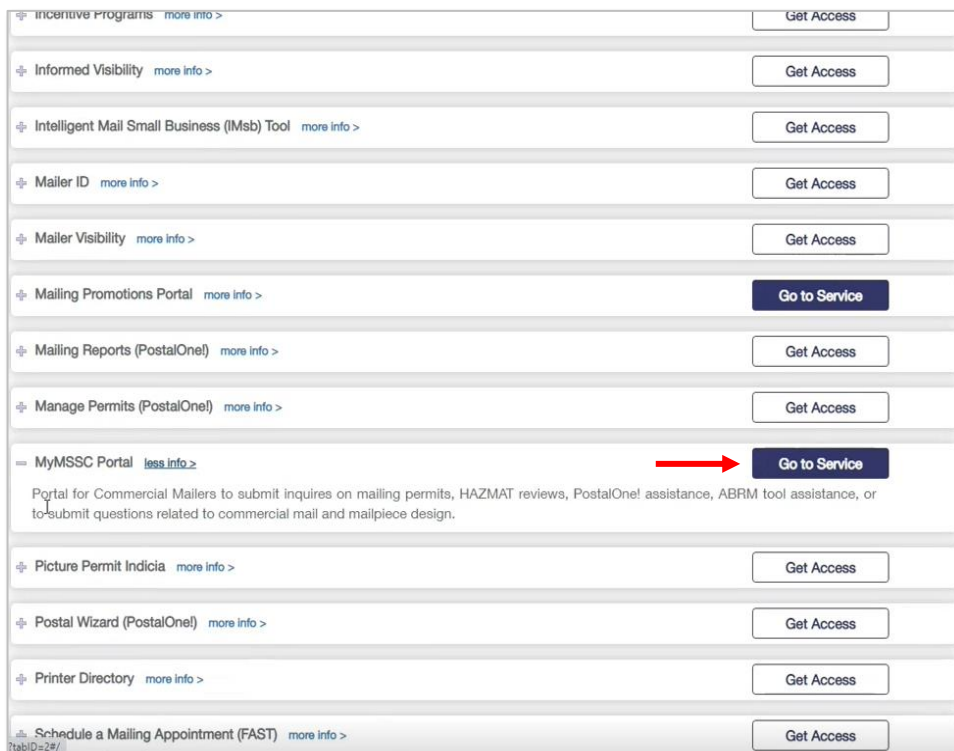 Incentive Programs more info > Get Access
Informed Visibility more info > Get Access
Intelligent Mail Small Business (IMsb) Tool more info > Get Access
Mailer ID more info > Get Access
Mailer Visibility more info > Get Access
Mailing Promotions Portal more info > Go to Service
Mailing Reports (PostalOne!) more info > Get Access
Manage Permits (PostalOne!) more info > Get Access
MyMSSC Portal less info > Go to Service
Portal for Commercial Mailers to submit inquires on mailing permits, HAZMAT reviews, PostalOne! assistance, ABRM tool assistance, or
to submit questions related to commercial mail and mailpiece design.
Picture Permit Indicia more info > Get Access
Postal Wizard (PostalOne!) more info > Get Access
Printer Directory more info > Get Access
Schedule a Mailing Appointment (FAST) more info > Get Access
?tabID=2#/